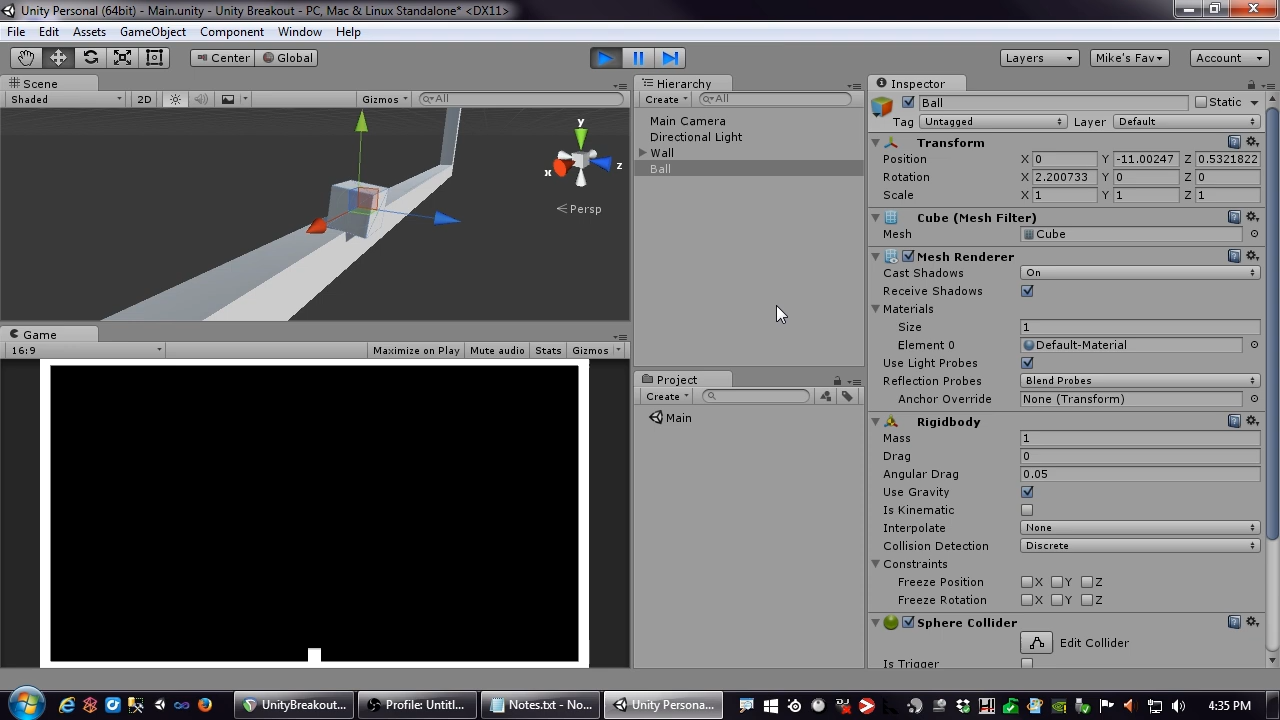 Unity Personal (64bit) - Main.unity - Unity Breakout - PC, Mac & Linux Standalone* <DX11>
File Edit Assets GameObject Component Window Help
Center Global Layers Mike's Fav Account
Scene
Shaded 2D Gizmos All
y
x
z
Persp
Game
16:9 Maximize on Play Mute audio Stats Gizmos
Hierarchy
Create All
Main Camera
Directional Light
Wall
Ball
Project
Create
Main
Inspector
Ball Static
Tag Untagged Layer Default
Transform
Position X 0 Y -11.00247 Z 0.5321822
Rotation X 2.200733 Y 0 Z 0
Scale X 1 Y 1 Z 1
Cube (Mesh Filter)
Mesh Cube
Mesh Renderer
Cast Shadows On
Receive Shadows
Materials
Size 1
Element 0 Default-Material
Use Light Probes
Reflection Probes Blend Probes
Anchor Override None (Transform)
Rigidbody
Mass 1
Drag 0
Angular Drag 0.05
Use Gravity
Is Kinematic
Interpolate None
Collision Detection Discrete
Constraints
Freeze Position X Y Z
Freeze Rotation X Y Z
Sphere Collider
Edit Collider
Is Trigger
UnityBreakout... Profile: Untitl... Notes.txt - No... Unity Persona... 4:35 PM